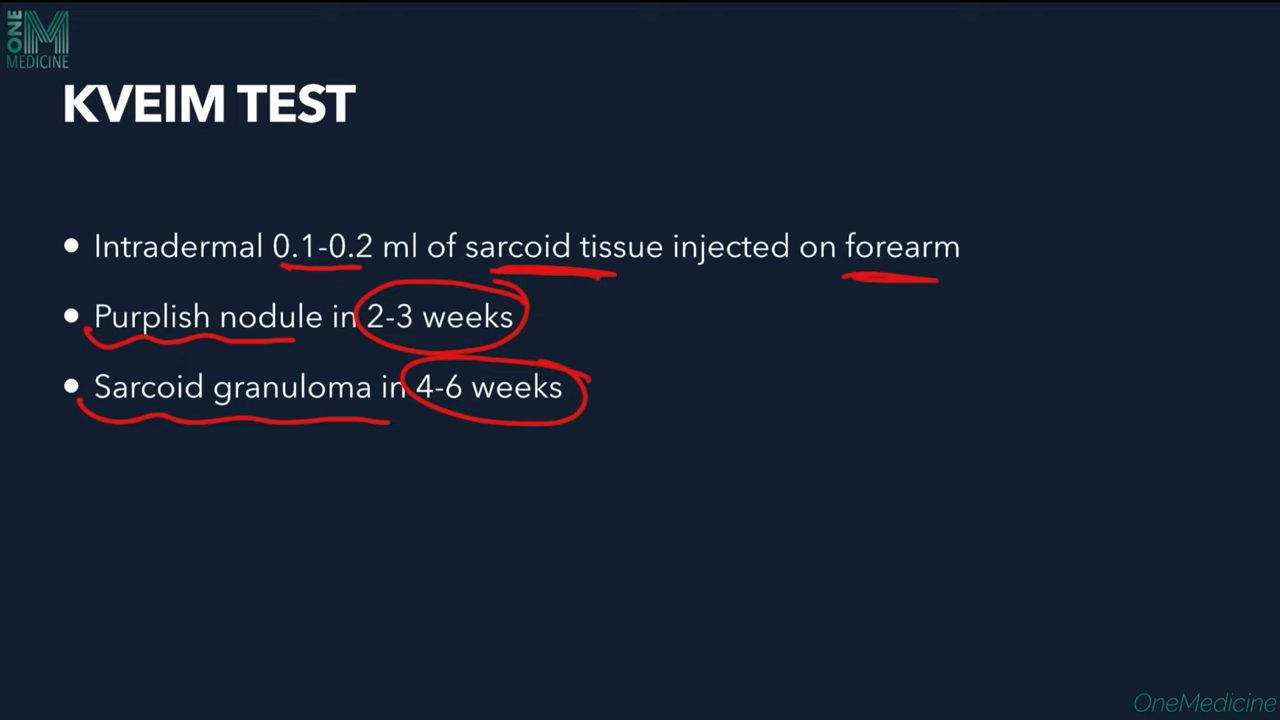 ONE
M
MEDICINE
KVEIM TEST
• Intradermal 0.1-0.2 ml of sarcoid tissue injected on forearm
• Purplish nodule in 2-3 weeks
• Sarcoid granuloma in 4-6 weeks
OneMedicine